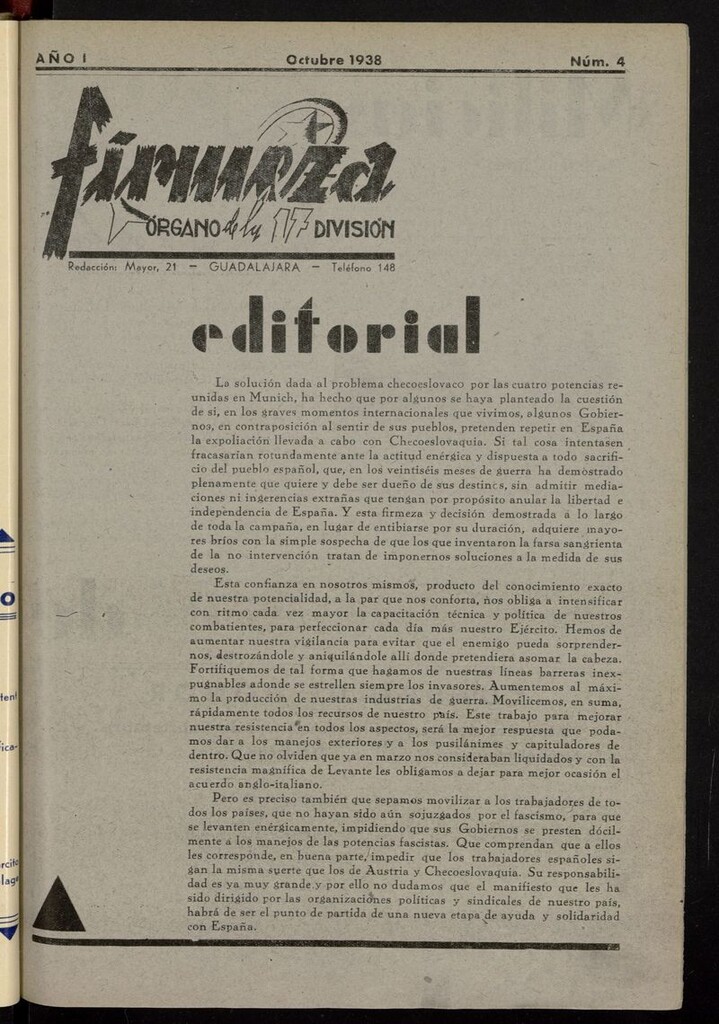 AÑO I Octubre 1938 Núm. 4
firmeza
ÓRGANO de la 17 DIVISIÓN
Redacción: Mayor, 21 — GUADALAJARA — Teléfono 148
editorial
La solución dada al problema checoeslovaco por las cuatro potencias re-
unidas en Munich, ha hecho que por algunos se haya planteado la cuestión
de si, en los graves momentos internacionales que vivimos, algunos Gobier-
nos, en contraposición al sentir de sus pueblos, pretenden repetir en España
la expoliación llevada a cabo con Checoeslovaquia. Si tal cosa intentasen
fracasarían rotundamente ante la actitud enérgica y dispuesta a todo sacrifi-
cio del pueblo español, que, en los veintiséis meses de guerra ha demostrado
plenamente que quiere y debe ser dueño de sus destinos, sin admitir media-
ciones ni ingerencias extrañas que tengan por propósito anular la libertad e
independencia de España. Y esta firmeza y decisión demostrada a lo largo
de toda la campaña, en lugar de entibiarse por su duración, adquiere mayo-
res bríos con la simple sospecha de que los que inventaron la farsa sangrienta
de la no intervención tratan de imponernos soluciones a la medida de sus
deseos.
Esta confianza en nosotros mismos, producto del conocimiento exacto
de nuestra potencialidad, a la par que nos conforta, nos obliga a intensificar
con ritmo cada vez mayor la capacitación técnica y política de nuestros
combatientes, para perfeccionar cada día más nuestro Ejército. Hemos de
aumentar nuestra vigilancia para evitar que el enemigo pueda sorprender-
nos, destrozándole y aniquilándole allí donde pretendiera asomar la cabeza.
Fortifiquemos de tal forma que hagamos de nuestras líneas barreras inex-
pugnables adonde se estrellen siempre los invasores. Aumentemos al máxi-
mo la producción de nuestras industrias de guerra. Movilicemos, en suma,
rápidamente todos los recursos de nuestro país. Este trabajo para mejorar
nuestra resistencia en todos los aspectos, será la mejor respuesta que poda-
mos dar a los manejos exteriores y a los pusilánimes y capituladores de
dentro. Que no olviden que ya en marzo nos consideraban liquidados y con la
resistencia magnífica de Levante les obligamos a dejar para mejor ocasión el
acuerdo anglo-italiano.
Pero es preciso también que sepamos movilizar a los trabajadores de to-
dos los países, que no hayan sido aún sojuzgados por el fascismo, para que
se levanten enérgicamente, impidiendo que sus Gobiernos se presten dócil-
mente a los manejos de las potencias fascistas. Que comprendan que a ellos
les corresponde, en buena parte, impedir que los trabajadores españoles si-
gan la misma suerte que los de Austria y Checoeslovaquia. Su responsabili-
dad es ya muy grande y por ello no dudamos que el manifiesto que les ha
sido dirigido por las organizaciones políticas y sindicales de nuestro país,
habrá de ser el punto de partida de una nueva etapa de ayuda y solidaridad
con España.